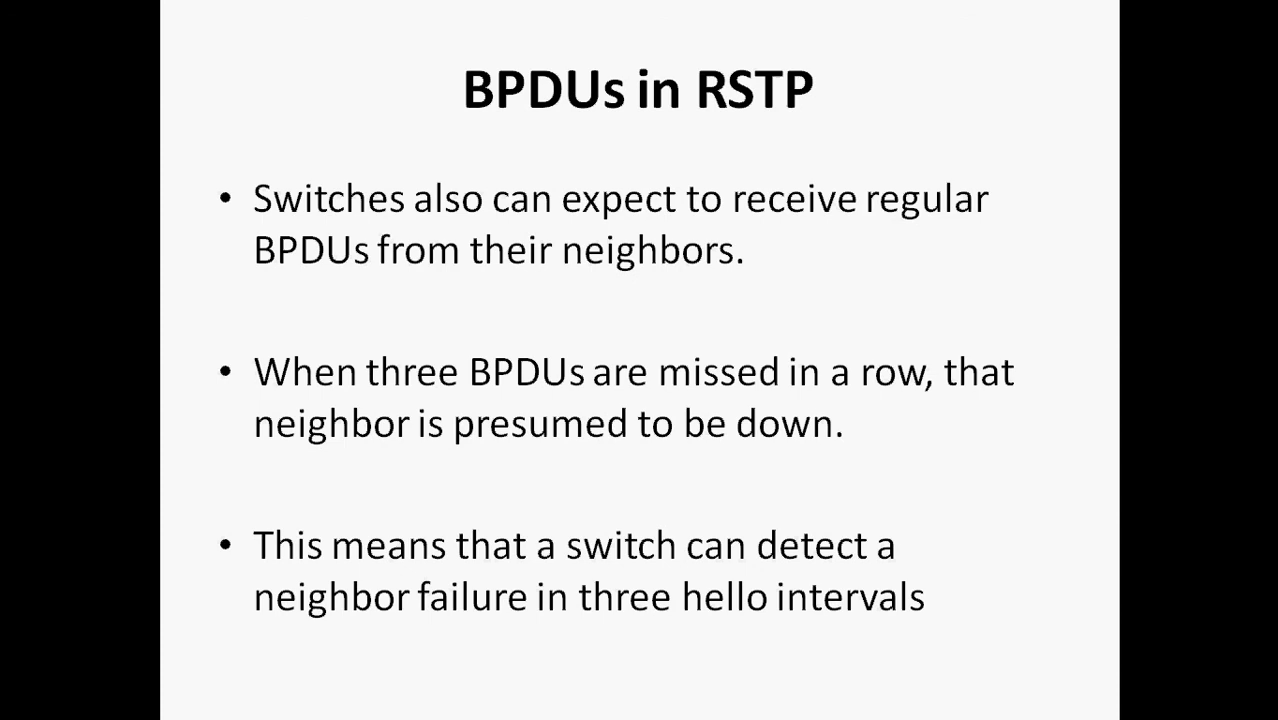 BPDUs in RSTP
• Switches also can expect to receive regular
BPDUs from their neighbors.
• When three BPDUs are missed in a row, that
neighbor is presumed to be down.
• This means that a switch can detect a
neighbor failure in three hello intervals